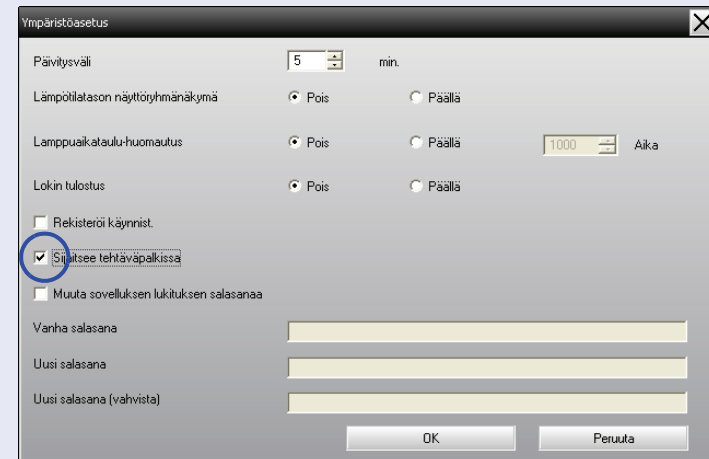 Ympäristöasetus
Päivitysväli 5 min.
Lämpötilatason näyttöryhmänäkymä Pois Päällä
Lamppuaikataulu-huomautus Pois Päällä 1000 Aika
Lokin tulostus Pois Päällä
Rekisteröi käynnist.
Sijaitsee tehtäväpalkissa
Muuta sovelluksen lukituksen salasanaa
Vanha salasana
Uusi salasana
Uusi salasana (vahvista)
OK Peruuta